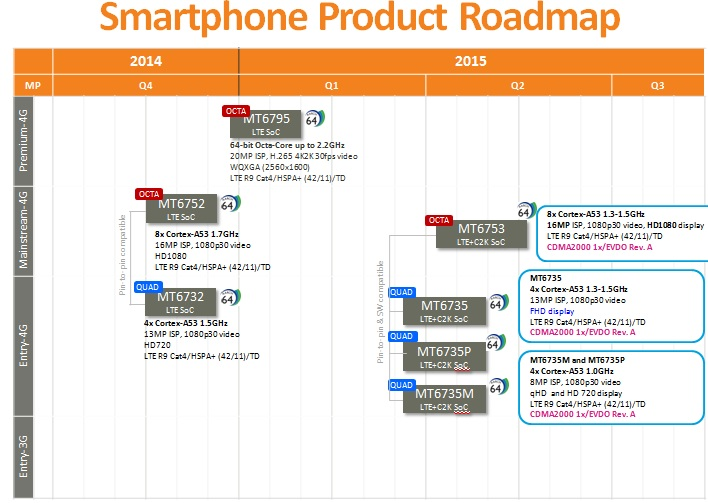 Smartphone Product Roadmap
2014
2015
MP
Q4
Q1
Q2
Q3
Premium-4G
OCTA
MT6795
64
LTE SoC
64-bit Octa-Core up to 2.2GHz
20MP ISP, H.265 4K2K30fps video
WQXGA (2560x1600)
LTE R9 Cat4/HSPA+ (42/11)/TD
Mainstream-4G
OCTA
MT6752
64
LTE SoC
8x Cortex-A53 1.7GHz
16MP ISP, 1080p30 video
HD1080
LTE R9 Cat4/HSPA+ (42/11)/TD
Pin-to-pin compatible
OCTA
MT6753
64
LTE+C2K SoC
8x Cortex-A53 1.3-1.5GHz
16MP ISP, 1080p30 video, HD1080 display
LTE R9 Cat4/HSPA+ (42/11)/TD
CDMA2000 1x/EVDO Rev. A
Entry-4G
QUAD
MT6732
64
LTE SoC
4x Cortex-A53 1.5GHz
13MP ISP, 1080p30 video
HD720
LTE R9 Cat4/HSPA+ (42/11)/TD
Pin-to-pin & SW compatible
QUAD
MT6735
64
LTE+C2K SoC
MT6735
4x Cortex-A53 1.3-1.5GHz
13MP ISP, 1080p30 video
FHD display
LTE R9 Cat4/HSPA+ (42/11)/TD
CDMA2000 1x/EVDO Rev. A
QUAD
MT6735P
64
LTE+C2K SoC
QUAD
MT6735M
64
LTE+C2K SoC
MT6735M and MT6735P
4x Cortex-A53 1.0GHz
8MP ISP, 1080p30 video
qHD and HD 720 display
LTE R9 Cat4/HSPA+ (42/11)/TD
CDMA2000 1x/EVDO Rev. A
Entry-3G